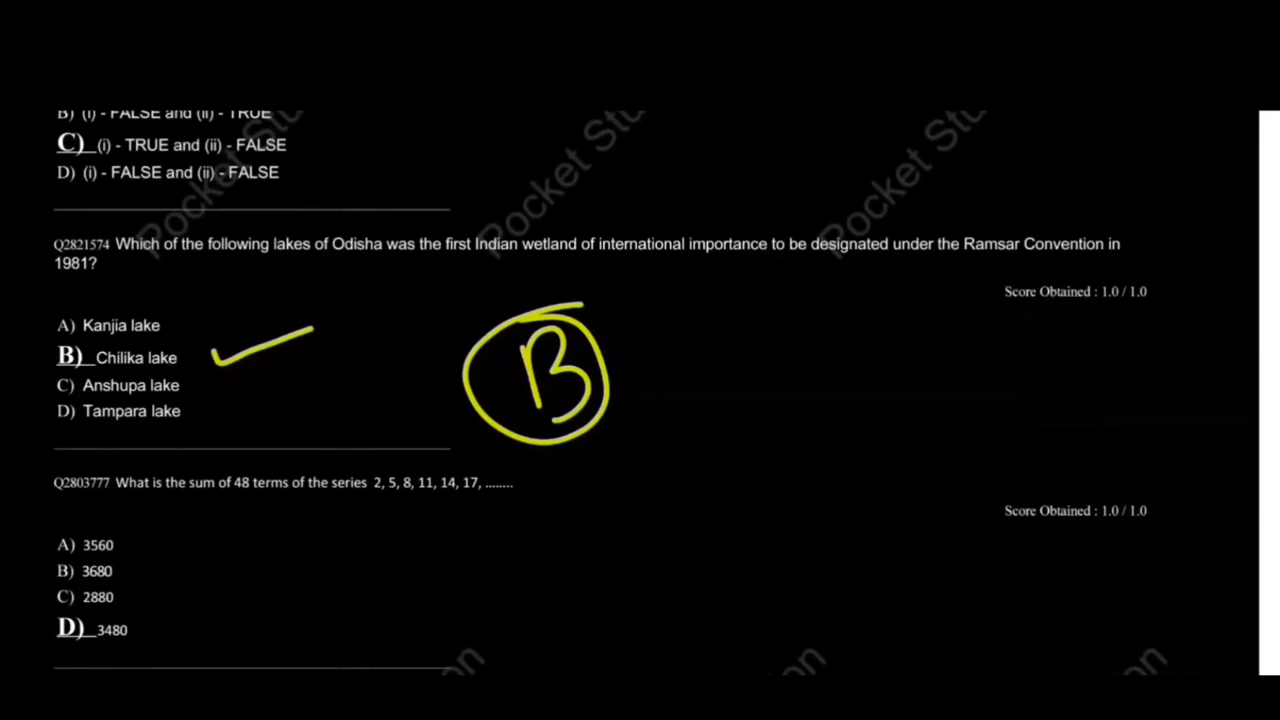 B) (i) - FALSE and (ii) - TRUE
C) (i) - TRUE and (ii) - FALSE
D) (i) - FALSE and (ii) - FALSE
Q2821574 Which of the following lakes of Odisha was the first Indian wetland of international importance to be designated under the Ramsar Convention in
1981?
Score Obtained : 1.0 / 1.0
A) Kanjia lake
B) Chilika lake
C) Anshupa lake
D) Tampara lake
B
Q2803777 What is the sum of 48 terms of the series 2, 5, 8, 11, 14, 17, ........
Score Obtained : 1.0 / 1.0
A) 3560
B) 3680
C) 2880
D) 3480